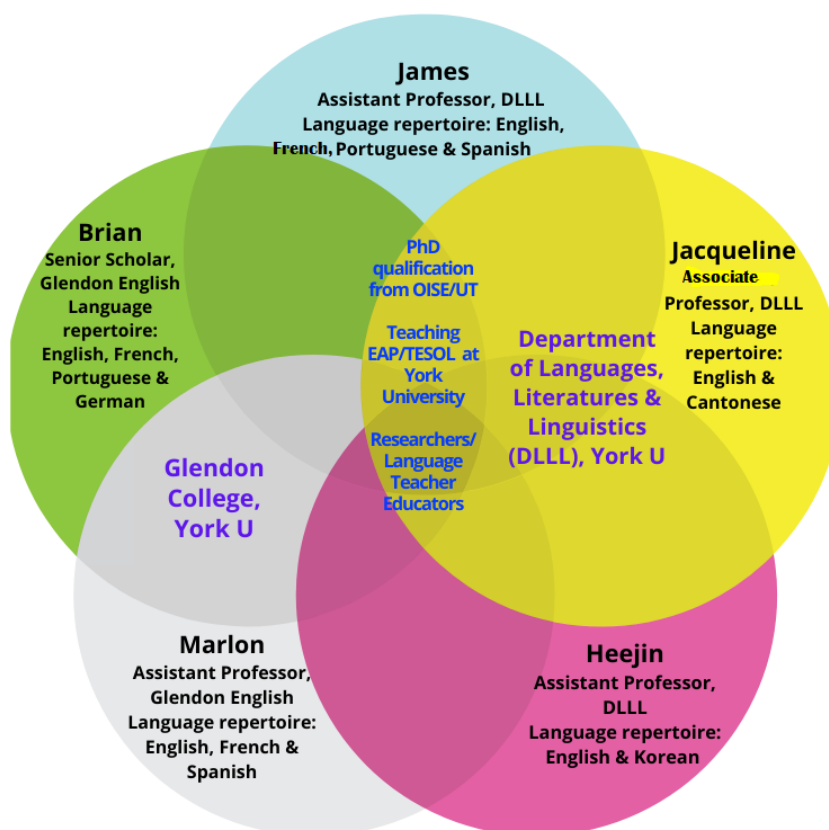 James
Assistant Professor, DLLL
Language repertoire: English,
French, Portuguese & Spanish
Brian
Senior Scholar,
Glendon English
Language
repertoire:
English, French,
Portuguese &
German
Jacqueline
Associate
Professor, DLLL
Language
repertoire:
English &
Cantonese
PhD
qualification
from OISE/UT
Teaching
EAP/TESOL at
York
University
Researchers/
Language
Teacher
Educators
Department
of Languages,
Literatures &
Linguistics
(DLLL), York U
Glendon
College,
York U
Marlon
Assistant Professor,
Glendon English
Language repertoire:
English, French &
Spanish
Heejin
Assistant Professor,
DLLL
Language repertoire:
English & Korean